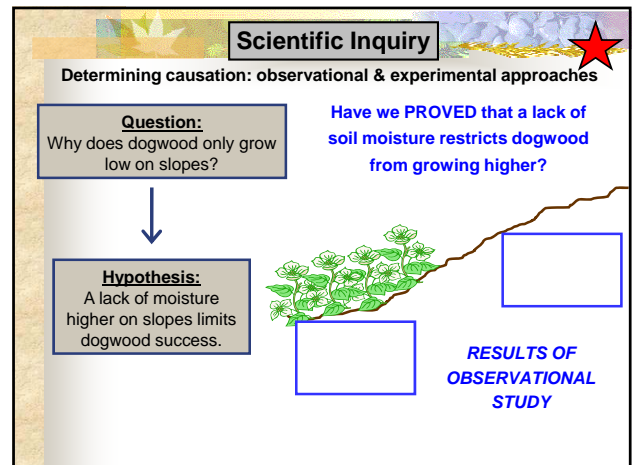 Scientific Inquiry
Determining causation: observational & experimental approaches
Question:
Why does dogwood only grow
low on slopes?
Have we PROVED that a lack of
soil moisture restricts dogwood
from growing higher?
Hypothesis:
A lack of moisture
higher on slopes limits
dogwood success.
RESULTS OF
OBSERVATIONAL
STUDY